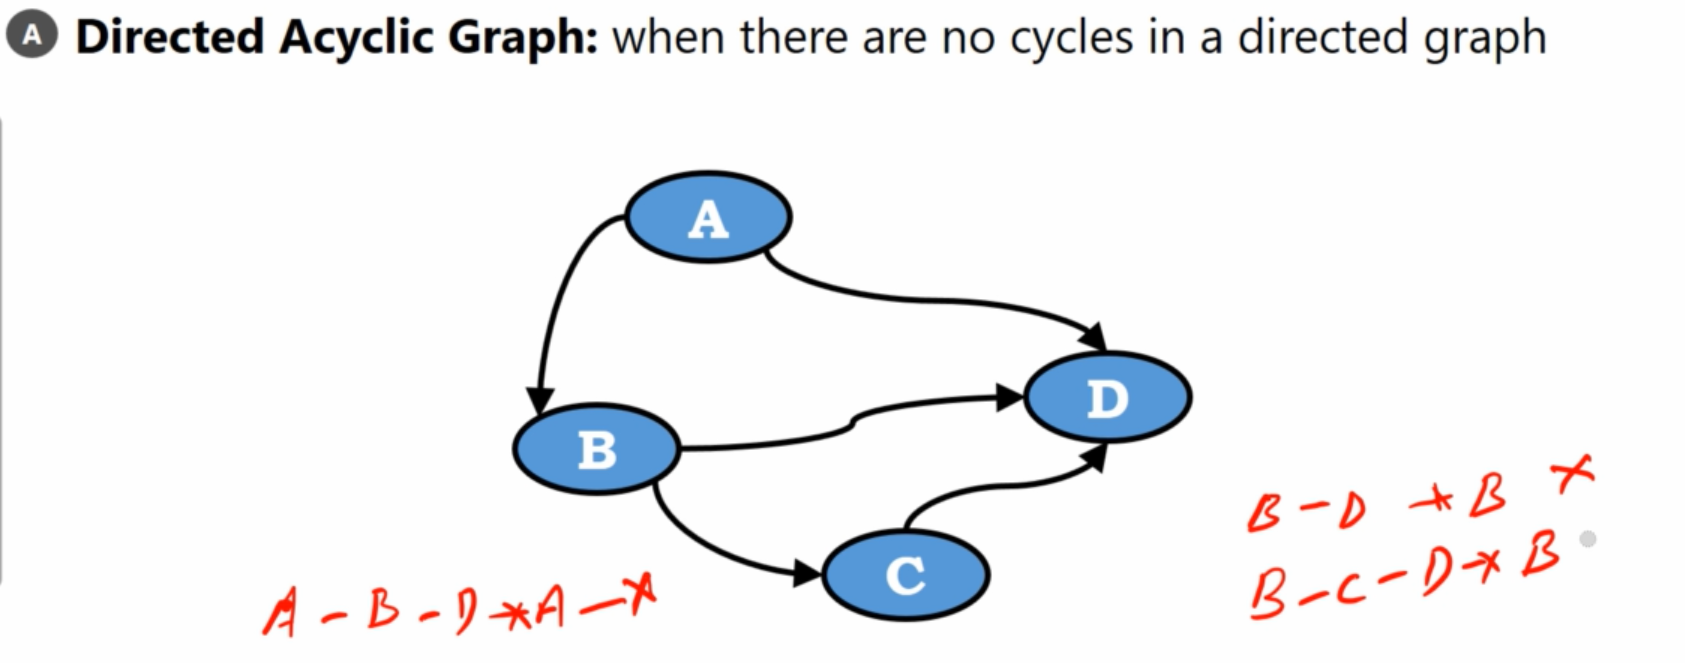 A Directed Acyclic Graph: when there are no cycles in a directed graph
A
D
B
B - D → B ×
C
B - C - D → B
A - B - D → A - ×